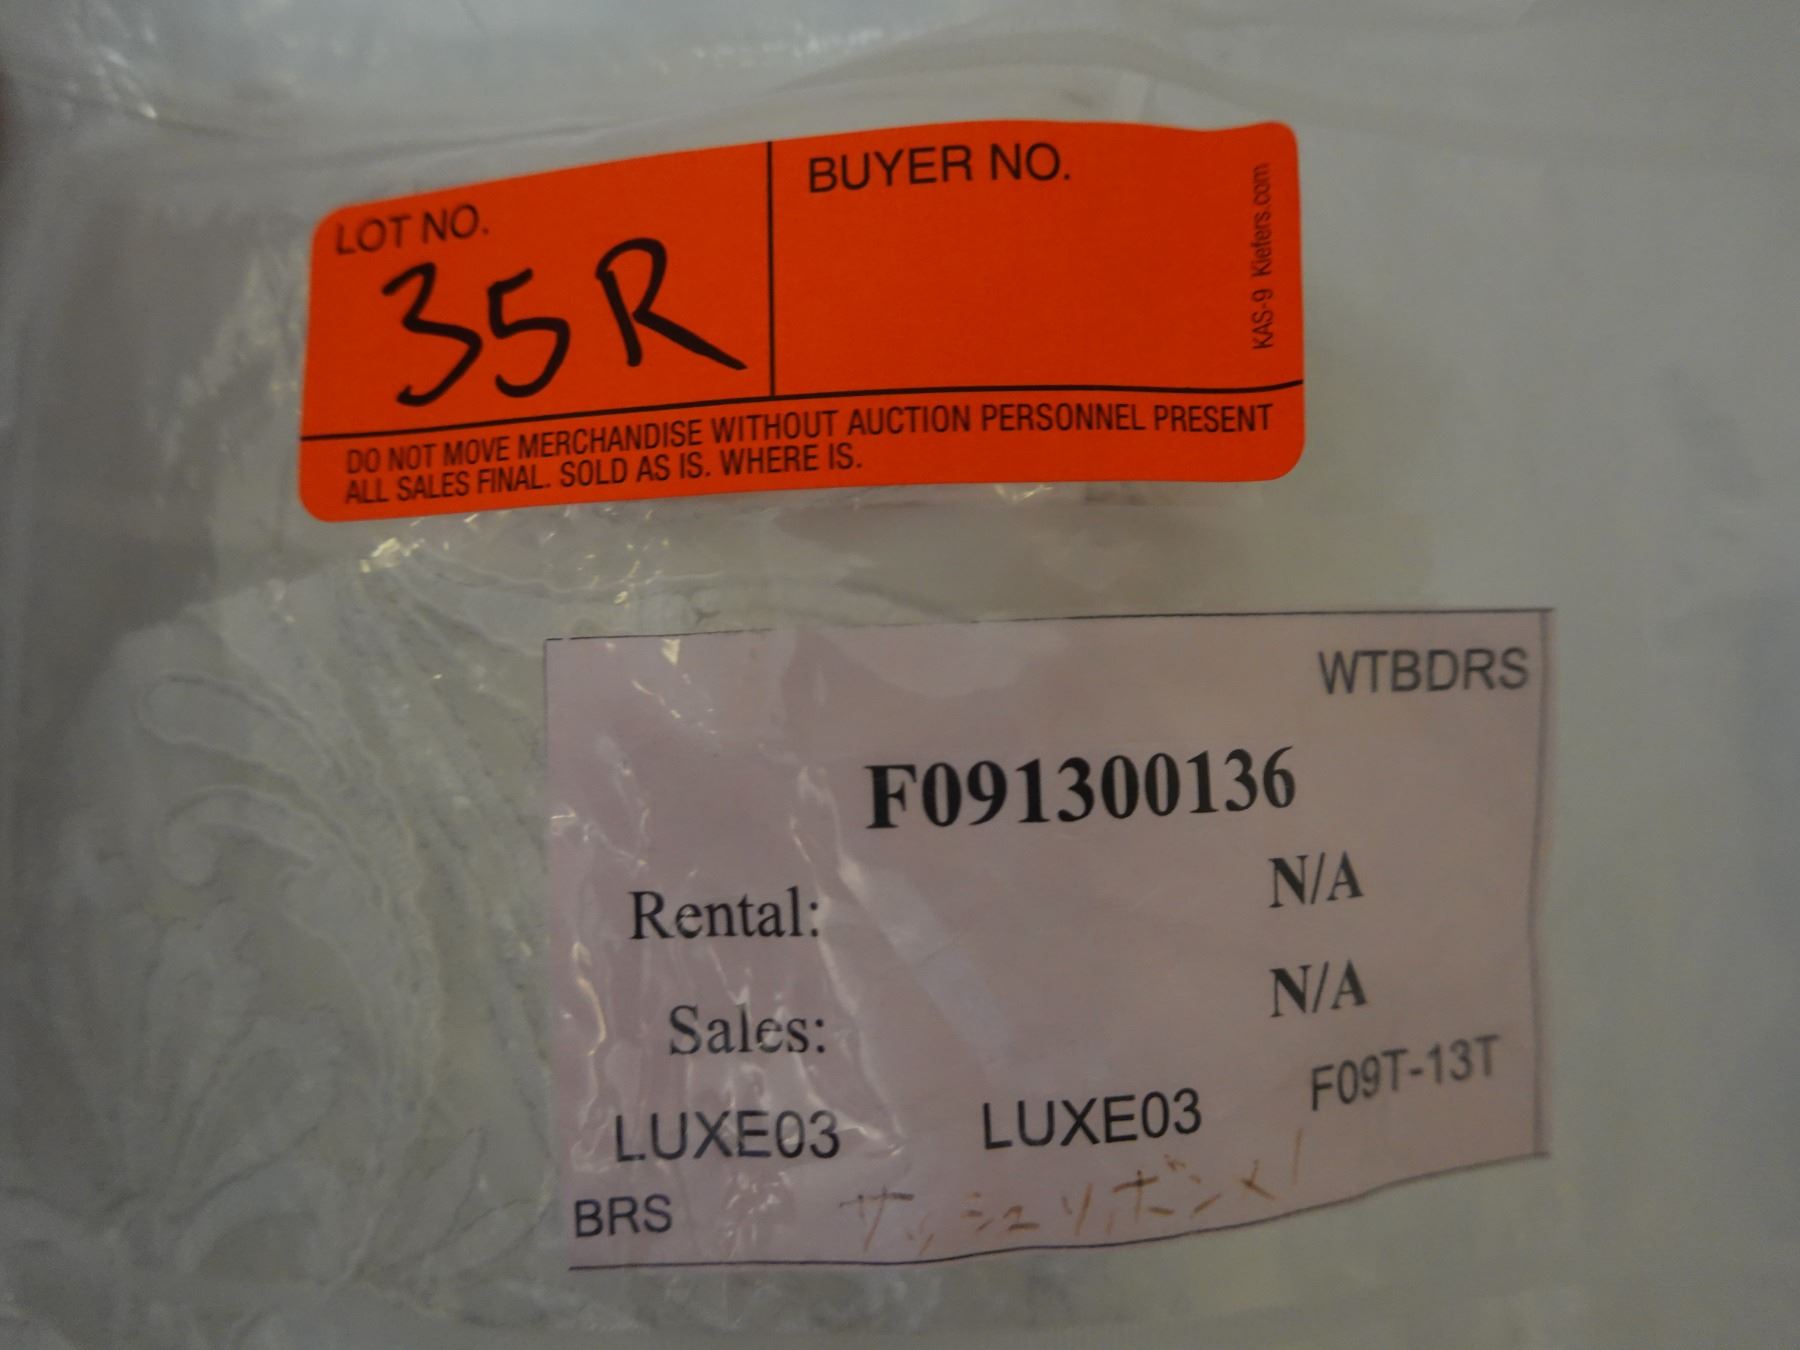 LOT NO.
35R
BUYER NO.
KAS-9 Kiefers.com
DO NOT MOVE MERCHANDISE WITHOUT AUCTION PERSONNEL PRESENT
ALL SALES FINAL. SOLD AS IS. WHERE IS.
WTBDRS
F091300136
Rental: N/A
Sales: N/A
LUXE03 LUXE03 F09T-13T
BRS サッシュリボン